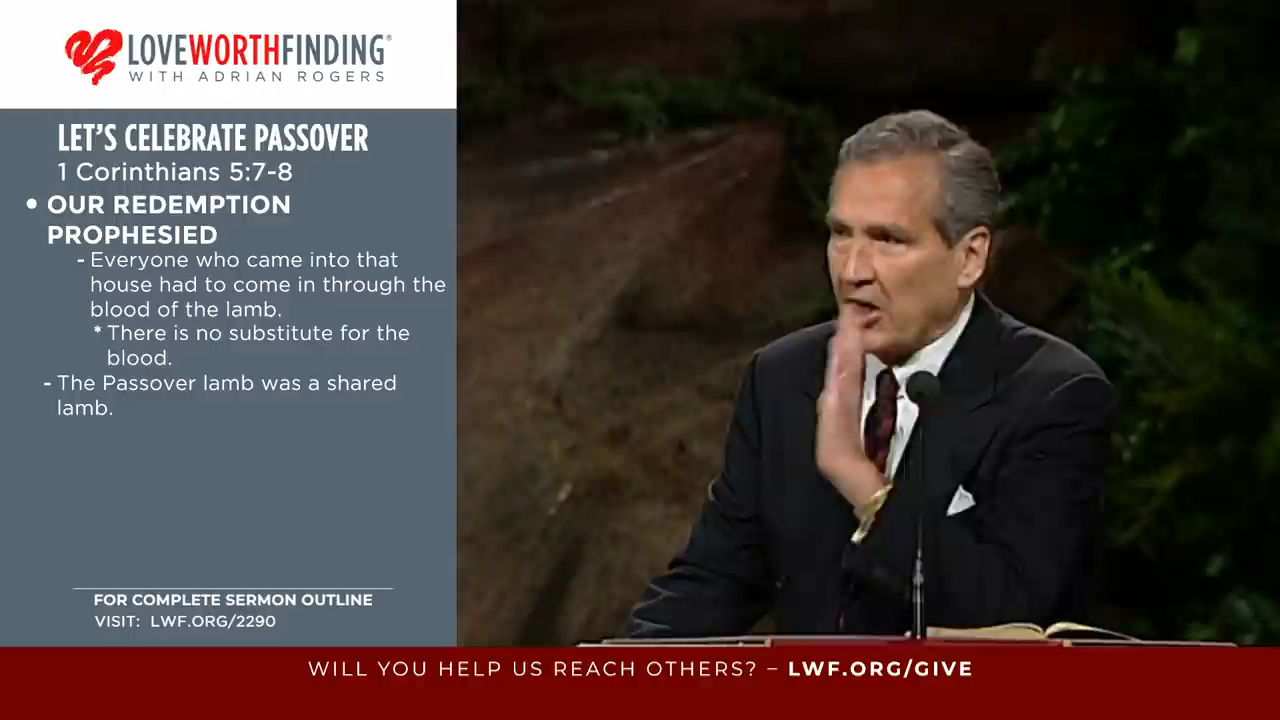 LOVEWORTHFINDING®
WITH ADRIAN ROGERS
LET'S CELEBRATE PASSOVER
1 Corinthians 5:7-8
• OUR REDEMPTION
PROPHESIED
- Everyone who came into that
house had to come in through the
blood of the lamb.
* There is no substitute for the
blood.
- The Passover lamb was a shared
lamb.
FOR COMPLETE SERMON OUTLINE
VISIT: LWF.ORG/2290
WILL YOU HELP US REACH OTHERS? – LWF.ORG/GIVE